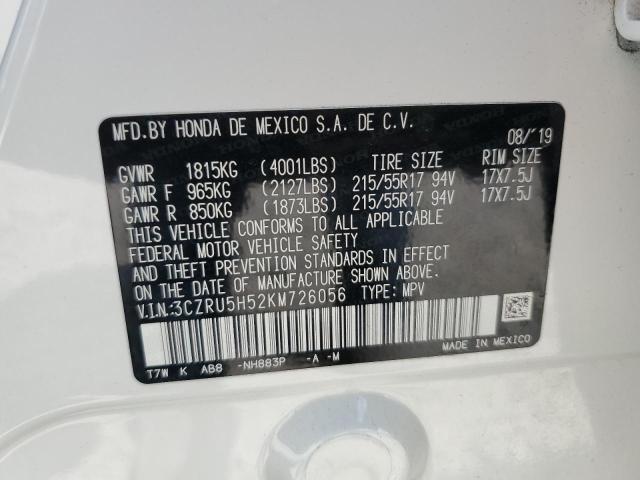 MFD. BY HONDA DE MEXICO S.A. DE C.V. 08/'19
GVWR 1815KG (4001LBS) TIRE SIZE RIM SIZE
GAWR F 965KG (2127LBS) 215/55R17 94V 17X7.5J
GAWR R 850KG (1873LBS) 215/55R17 94V 17X7.5J
THIS VEHICLE CONFORMS TO ALL APPLICABLE
FEDERAL MOTOR VEHICLE SAFETY
AND THEFT PREVENTION STANDARDS IN EFFECT
ON THE DATE OF MANUFACTURE SHOWN ABOVE.
V.I.N.:3CZRU5H52KM726056 TYPE: MPV
T7W K AB8 -NH883P -A -M MADE IN MEXICO